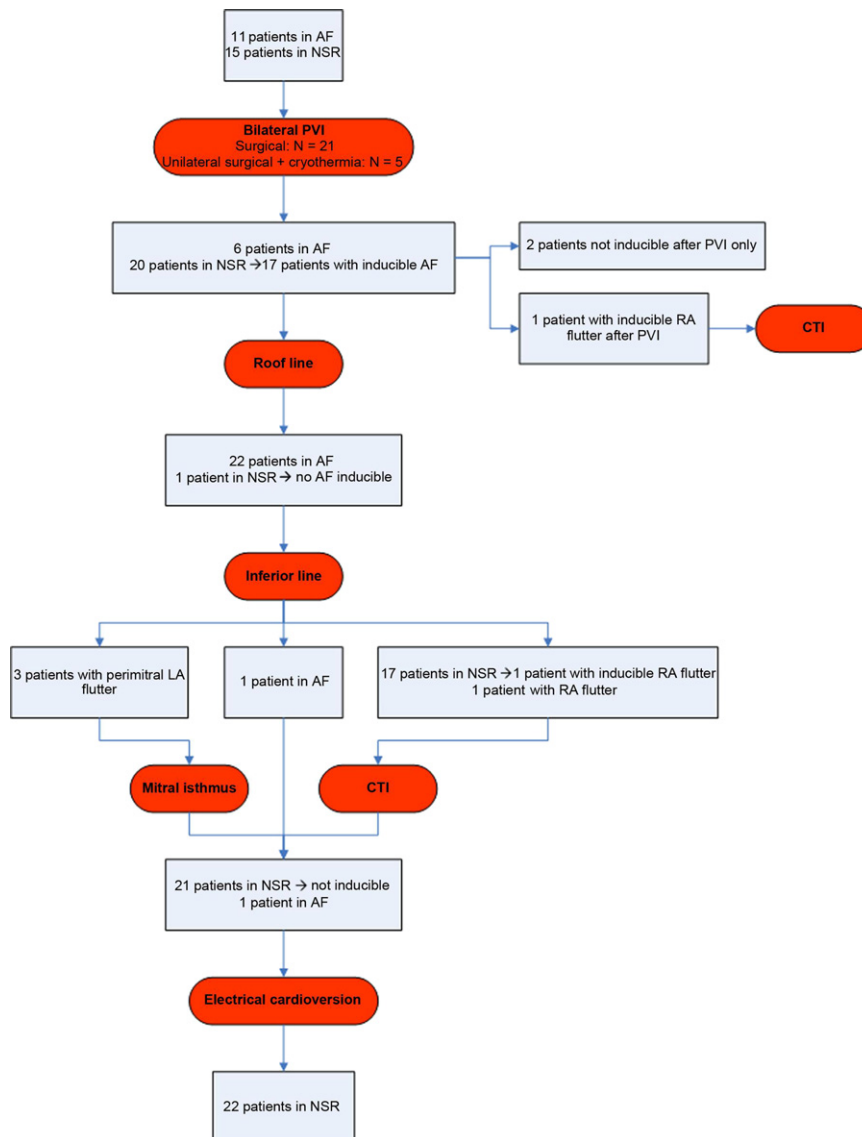 11 patients in AF
15 patients in NSR
Bilateral PVI
Surgical: N = 21
Unilateral surgical + cryothermia: N = 5
6 patients in AF
20 patients in NSR → 17 patients with inducible AF
2 patients not inducible after PVI only
1 patient with inducible RA
flutter after PVI
CTI
Roof line
22 patients in AF
1 patient in NSR → no AF inducible
Inferior line
3 patients with perimitral LA
flutter
1 patient in AF
17 patients in NSR → 1 patient with inducible RA flutter
1 patient with RA flutter
Mitral isthmus
CTI
21 patients in NSR → not inducible
1 patient in AF
Electrical cardioversion
22 patients in NSR